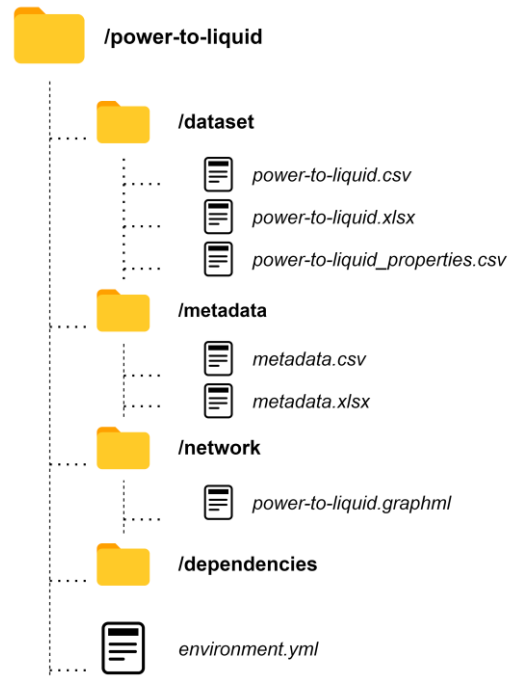 /power-to-liquid
/dataset
power-to-liquid.csv
power-to-liquid.xlsx
power-to-liquid_properties.csv
/metadata
metadata.csv
metadata.xlsx
/network
power-to-liquid.graphml
/dependencies
environment.yml